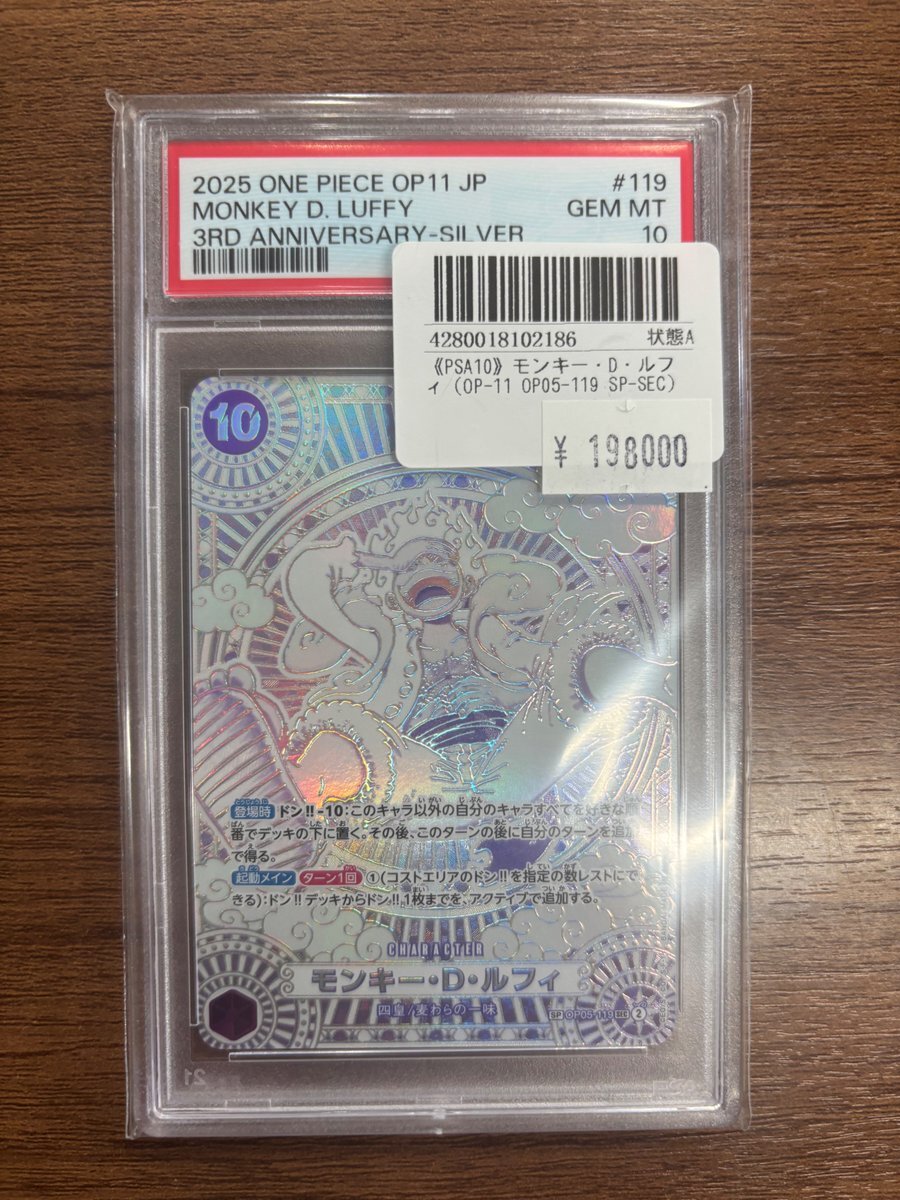 2025 ONE PIECE OP11 JP #119
MONKEY D. LUFFY GEM MT
3RD ANNIVERSARY-SILVER 10
4280018102186 状態A
《PSA10》モンキー・D・ルフ
ィ (OP-11 OP05-119 SP-SEC)
¥ 198000
10
登場時 ドン!!-10:このキャラ以外の自分のキャラすべてを好きな順
番でデッキの下に置く。その後、このターンの後に自分のターンを追加
で得る。
起動メイン ターン1回 ①(コストエリアのドン!!を指定の数レストにで
きる):ドン!!デッキからドン!!1枚までを、アクティブで追加する。
CHARACTER
モンキー・D・ルフィ
四皇/麦わらの一味
SP OP05-119 SEC 2